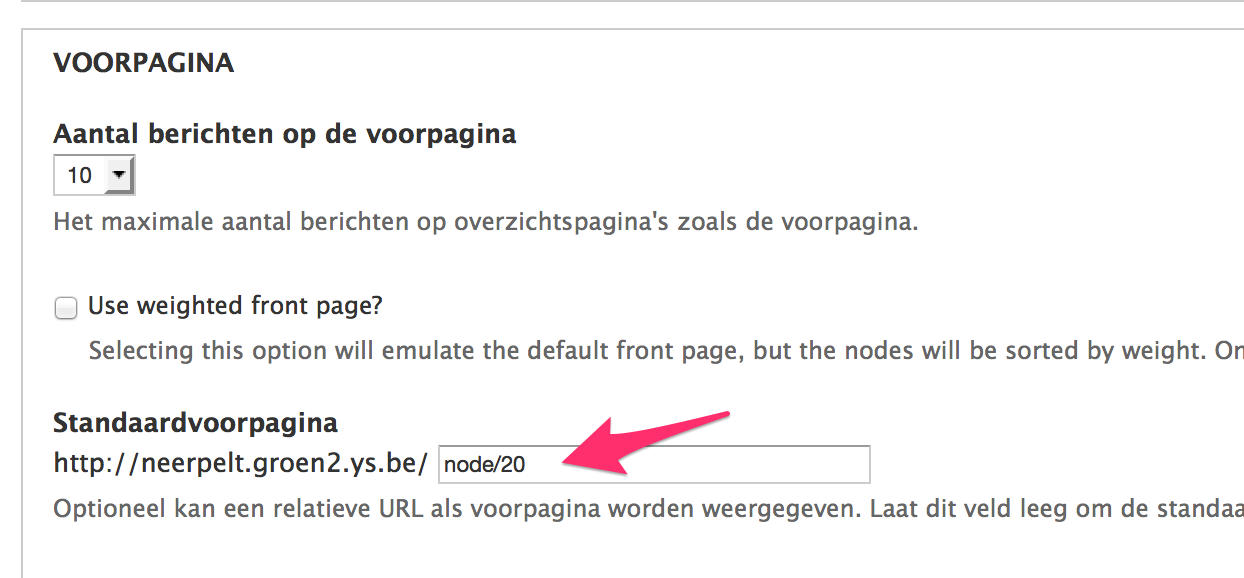 VOORPAGINA
Aantal berichten op de voorpagina
10
Het maximale aantal berichten op overzichtspagina's zoals de voorpagina.
Use weighted front page?
Selecting this option will emulate the default front page, but the nodes will be sorted by weight. On
Standaardvoorpagina
http://neerpelt.groen2.ys.be/ node/20
Optioneel kan een relatieve URL als voorpagina worden weergegeven. Laat dit veld leeg om de standaa